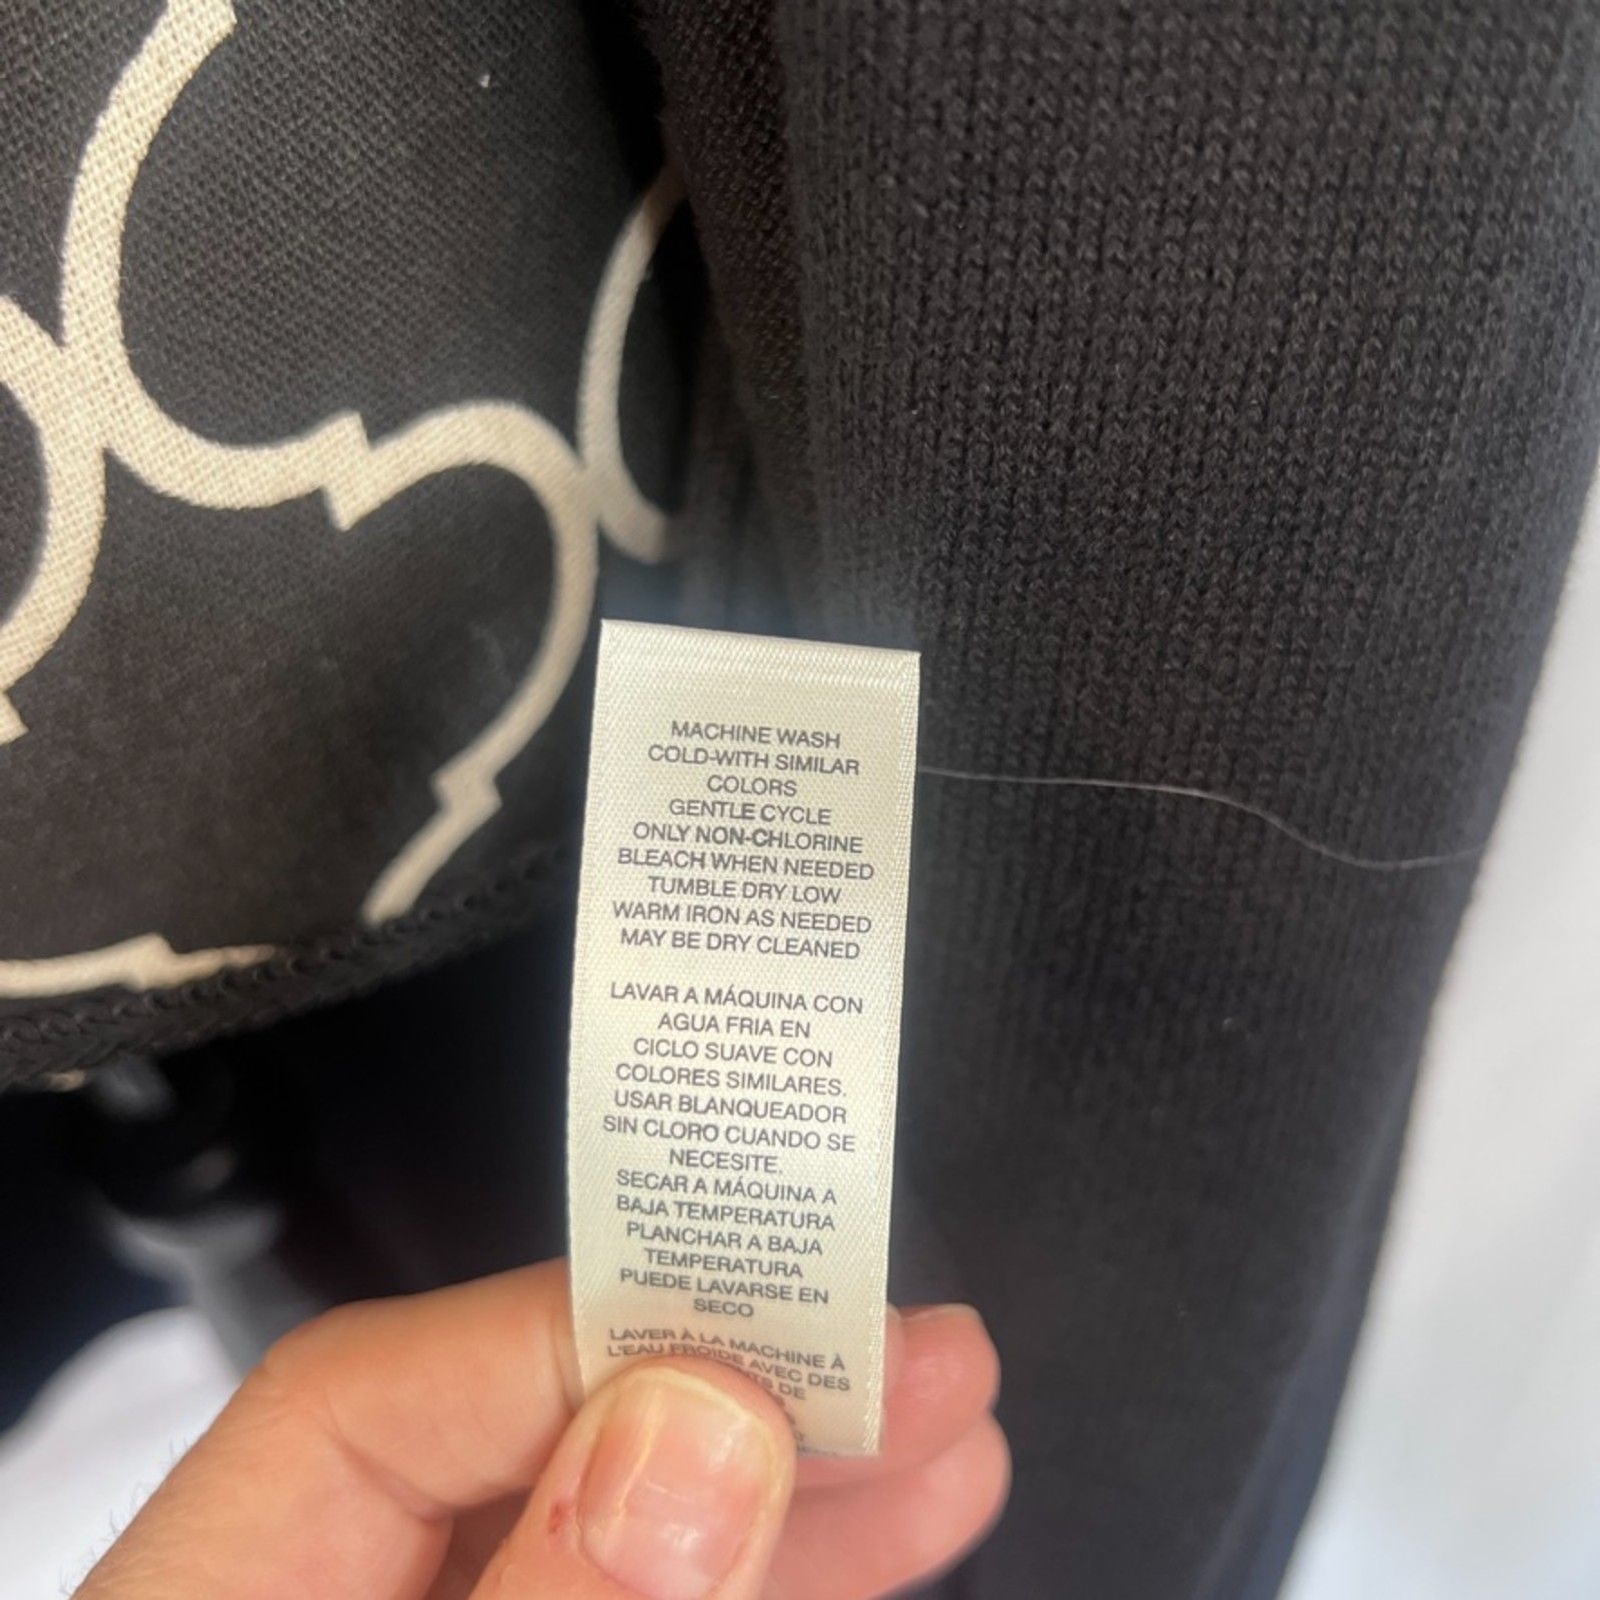 MACHINE WASH
COLD-WITH SIMILAR
COLORS
GENTLE CYCLE
ONLY NON-CHLORINE
BLEACH WHEN NEEDED
TUMBLE DRY LOW
WARM IRON AS NEEDED
MAY BE DRY CLEANED
LAVAR A MÁQUINA CON
AGUA FRIA EN
CICLO SUAVE CON
COLORES SIMILARES.
USAR BLANQUEADOR
SIN CLORO CUANDO SE
NECESITE.
SECAR A MÁQUINA A
BAJA TEMPERATURA
PLANCHAR A BAJA
TEMPERATURA
PUEDE LAVARSE EN
SECO
LAVER À LA MACHINE À
L'EAU FROIDE AVEC DES
DE